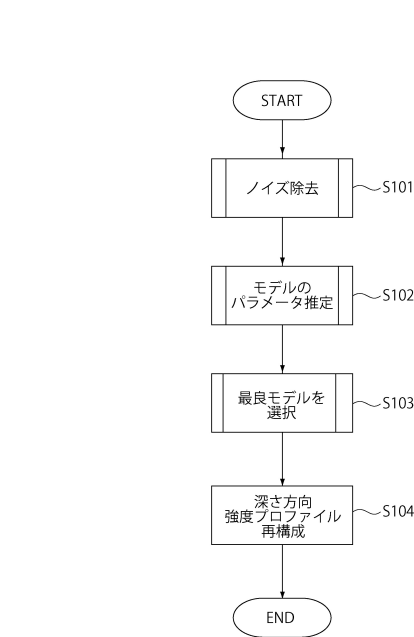 START
ノイズ除去
S101
モデルの
パラメータ推定
S102
最良モデルを
選択
S103
深さ方向
強度プロファイル
再構成
S104
END